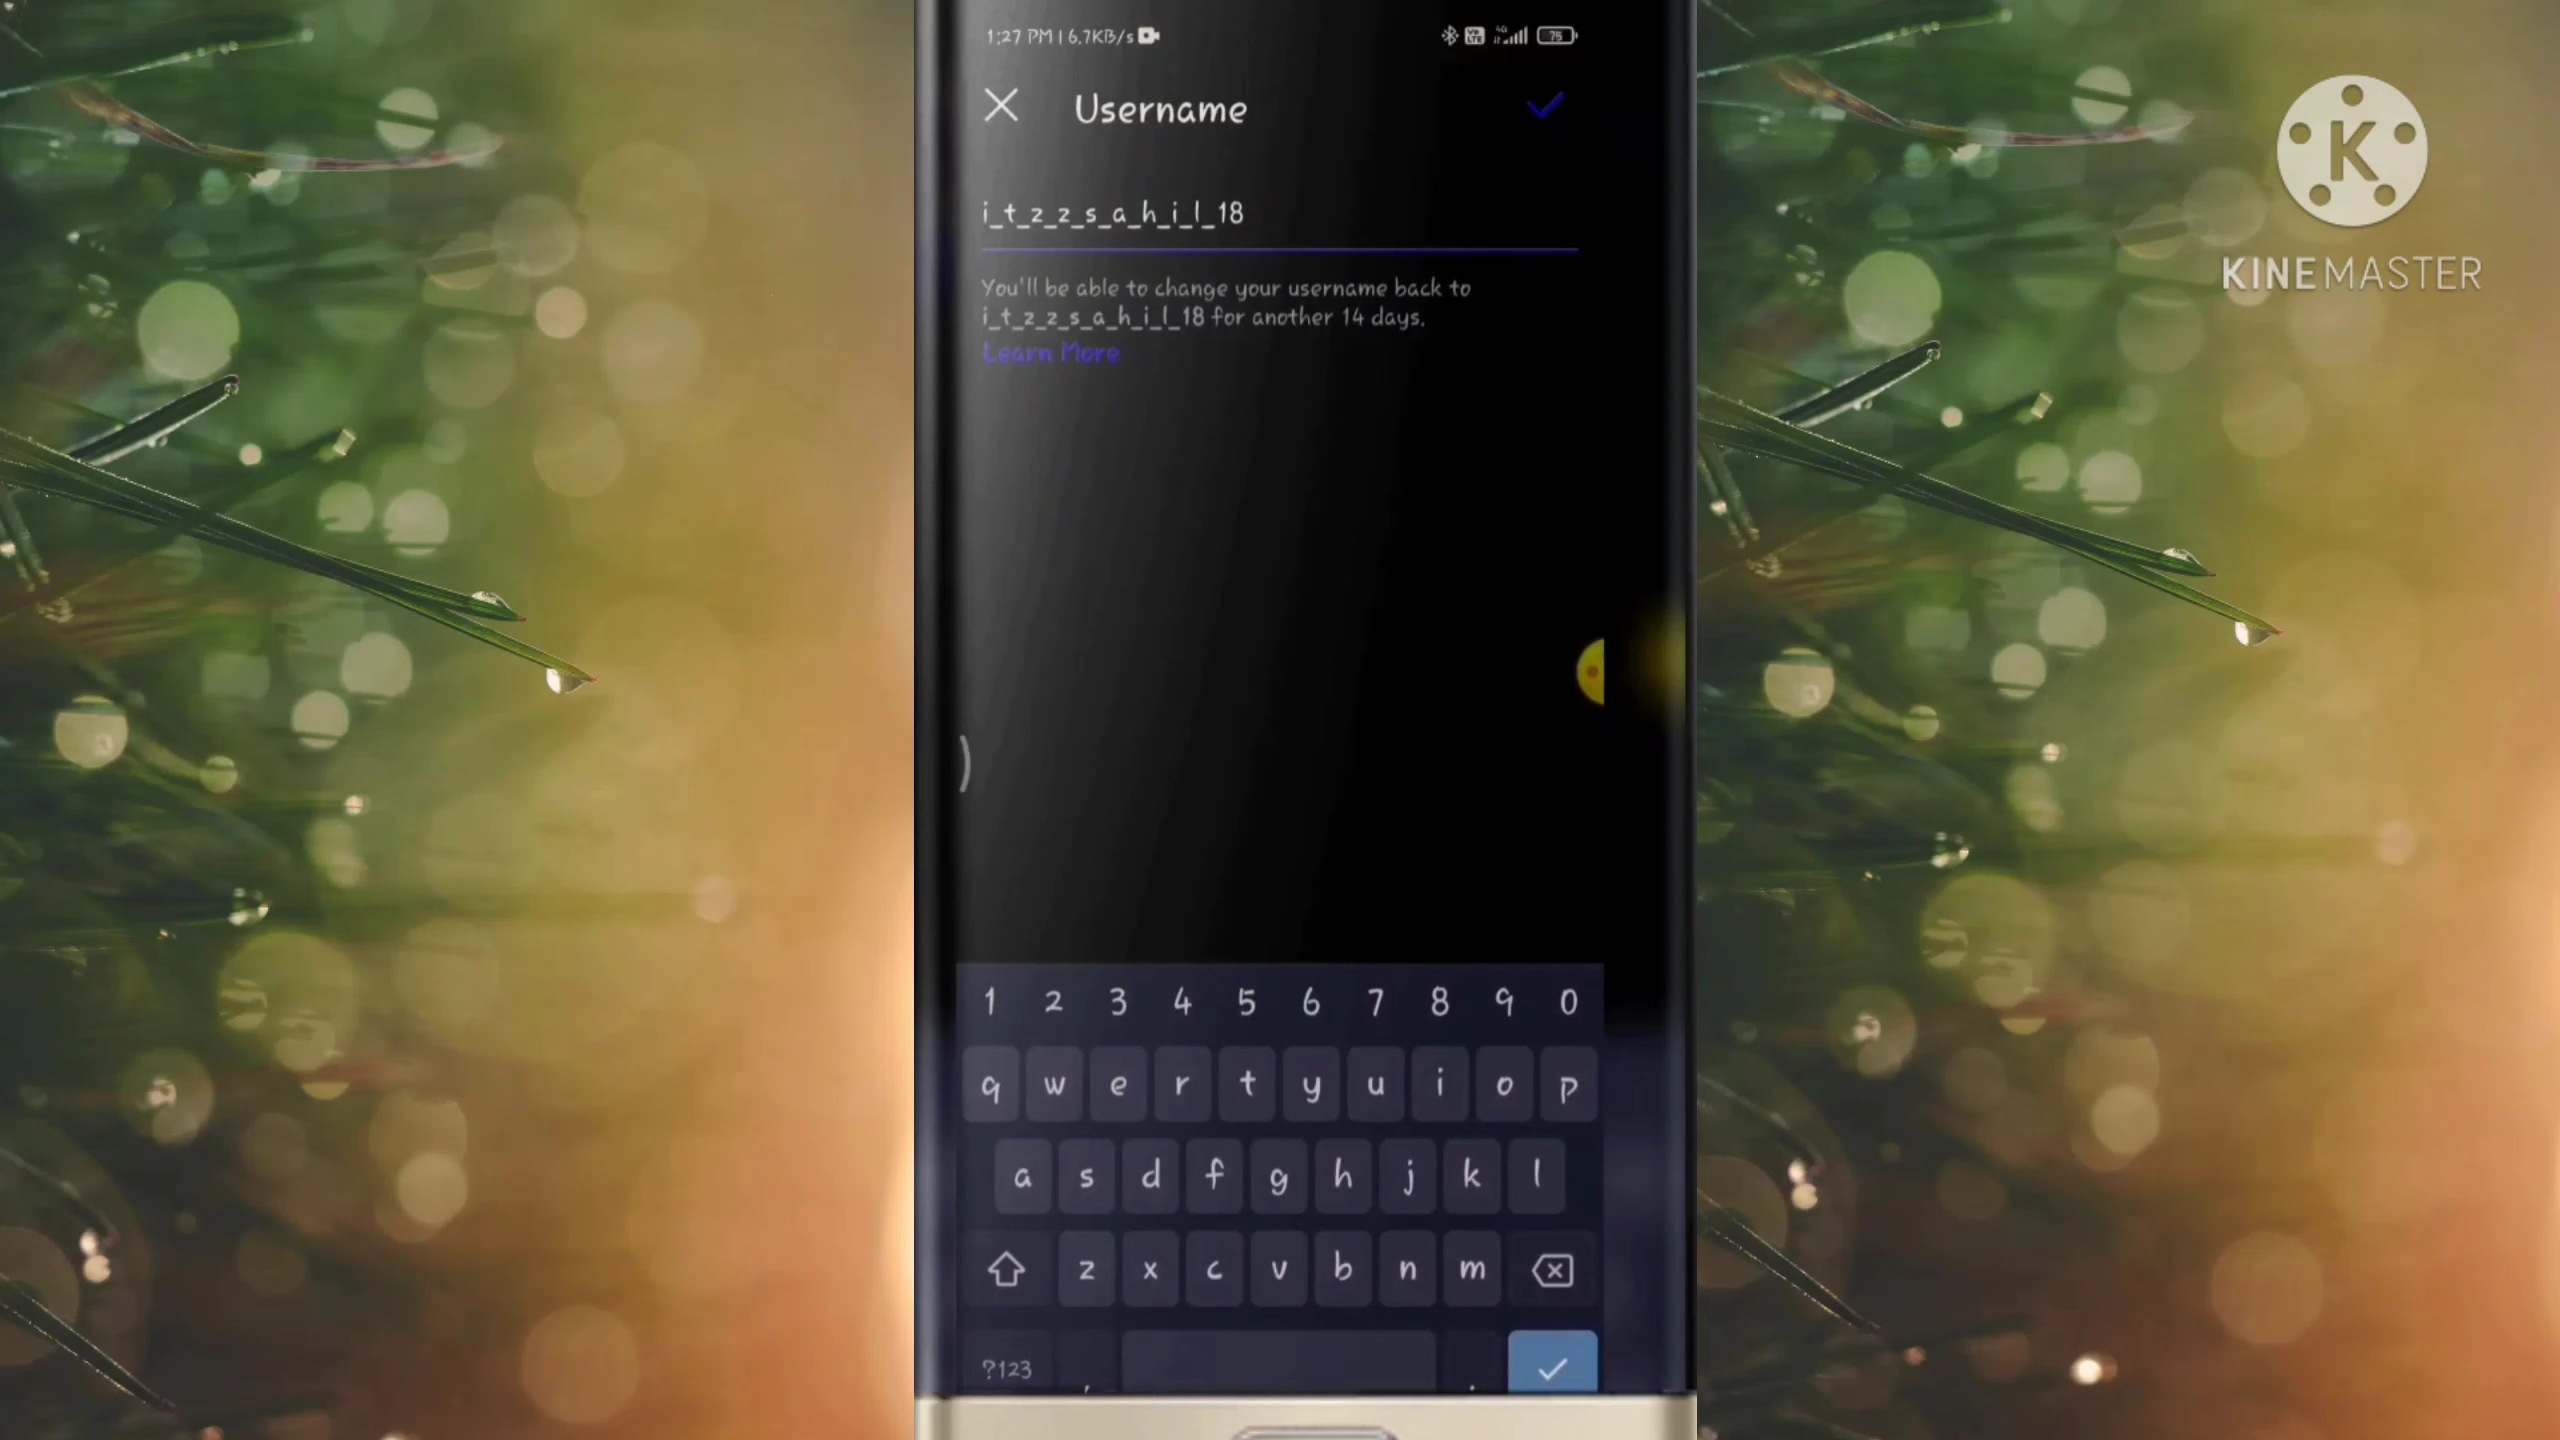 1:27 PM | 6.7KB/s
75
Username
i_t_z_z_s_a_h_i_l_18
You'll be able to change your username back to
i_t_z_z_s_a_h_i_l_18 for another 14 days.
Learn More
K
KINEMASTER
1 2 3 4 5 6 7 8 9 0
q w e r t y u i o p
a s d f g h j k l
z x c v b n m
?123 , .